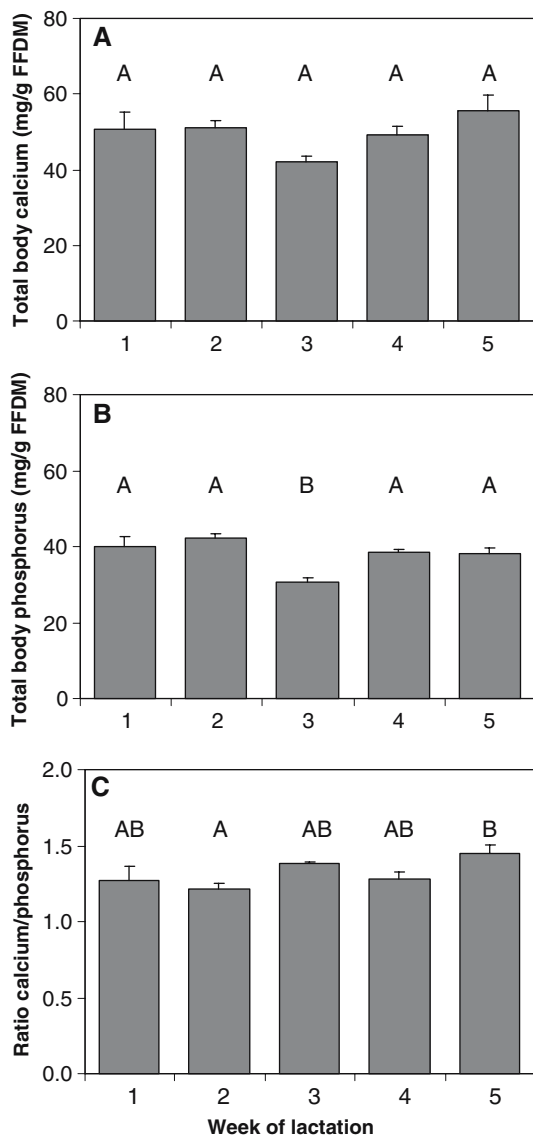 A
Total body calcium (mg/g FFDM)
80
60
40
20
0
A A A A A
1 2 3 4 5
B
Total body phosphorus (mg/g FFDM)
80
60
40
20
0
A A B A A
1 2 3 4 5
C
Ratio calcium/phosphorus
2.0
1.5
1.0
0.5
0.0
AB A AB AB B
1 2 3 4 5
Week of lactation